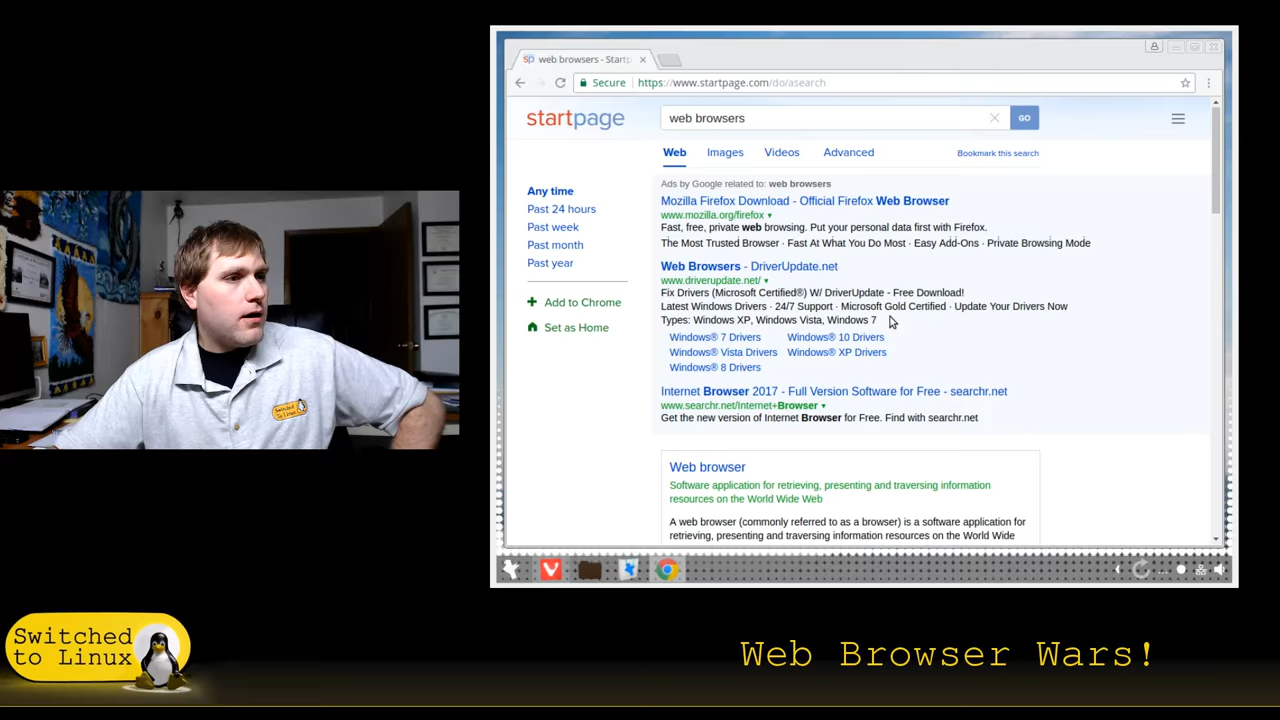 web browsers - Startp
Secure https://www.startpage.com/do/asearch
startpage
web browsers
GO
Web Images Videos Advanced
Bookmark this search
Any time
Past 24 hours
Past week
Past month
Past year
Add to Chrome
Set as Home
Ads by Google related to: web browsers
Mozilla Firefox Download - Official Firefox Web Browser
www.mozilla.org/firefox
Fast, free, private web browsing. Put your personal data first with Firefox.
The Most Trusted Browser · Fast At What You Do Most · Easy Add-Ons · Private Browsing Mode
Web Browsers - DriverUpdate.net
www.driverupdate.net/
Fix Drivers (Microsoft Certified®) W/ DriverUpdate - Free Download!
Latest Windows Drivers · 24/7 Support · Microsoft Gold Certified · Update Your Drivers Now
Types: Windows XP, Windows Vista, Windows 7
Windows® 7 Drivers Windows® 10 Drivers
Windows® Vista Drivers Windows® XP Drivers
Windows® 8 Drivers
Internet Browser 2017 - Full Version Software for Free - searchr.net
www.searchr.net/Internet+Browser
Get the new version of Internet Browser for Free. Find with searchr.net
Web browser
Software application for retrieving, presenting and traversing information
resources on the World Wide Web
A web browser (commonly referred to as a browser) is a software application for
retrieving, presenting and traversing information resources on the World Wide
Switched
to Linux
Web Browser Wars!